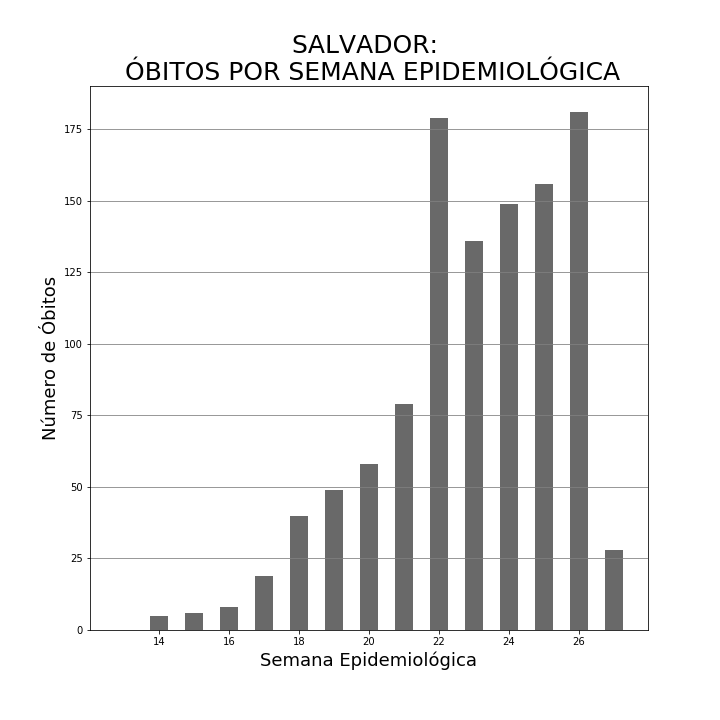 SALVADOR:
ÓBITOS POR SEMANA EPIDEMIOLÓGICA
175
150
125
100
75
50
25
0
Número de Óbitos
14 16 18 20 22 24 26
Semana Epidemiológica